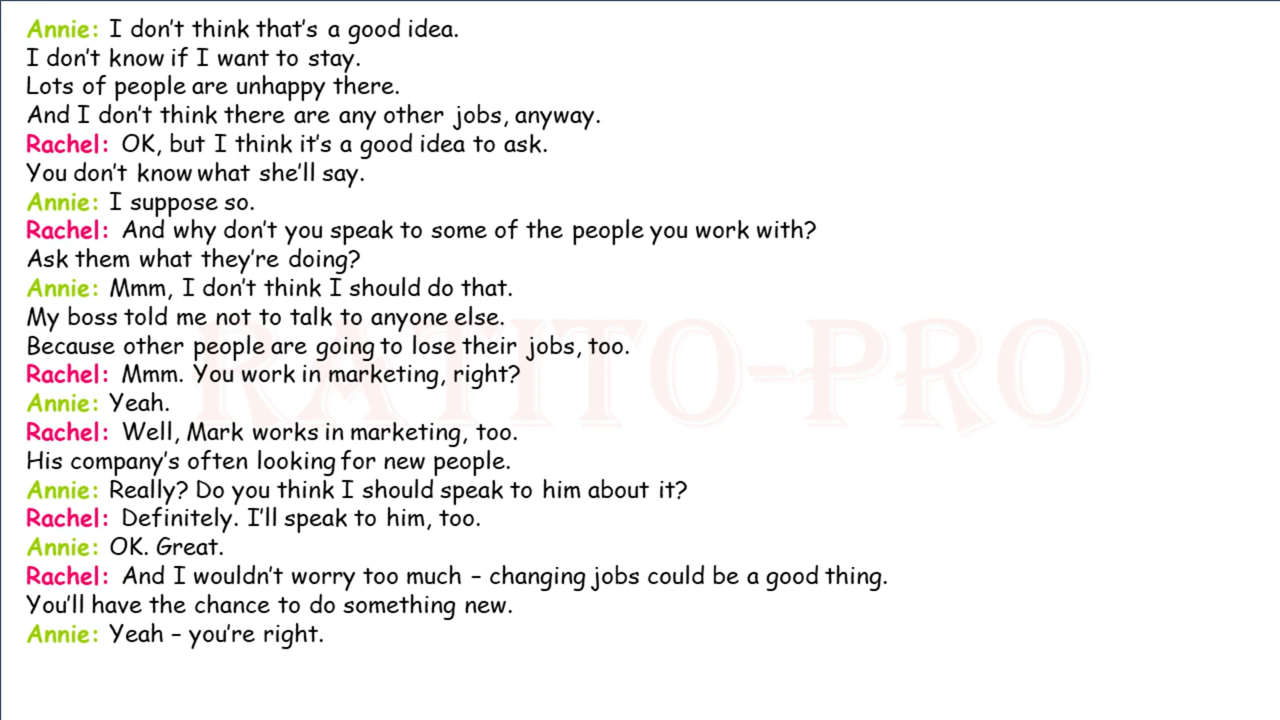 Annie: I don't think that's a good idea.
I don't know if I want to stay.
Lots of people are unhappy there.
And I don't think there are any other jobs, anyway.
Rachel: OK, but I think it's a good idea to ask.
You don't know what she'll say.
Annie: I suppose so.
Rachel: And why don't you speak to some of the people you work with?
Ask them what they're doing?
Annie: Mmm, I don't think I should do that.
My boss told me not to talk to anyone else.
Because other people are going to lose their jobs, too.
Rachel: Mmm. You work in marketing, right?
Annie: Yeah.
Rachel: Well, Mark works in marketing, too.
His company's often looking for new people.
Annie: Really? Do you think I should speak to him about it?
Rachel: Definitely. I'll speak to him, too.
Annie: OK. Great.
Rachel: And I wouldn't worry too much – changing jobs could be a good thing.
You'll have the chance to do something new.
Annie: Yeah – you're right.
RATITO-PRO